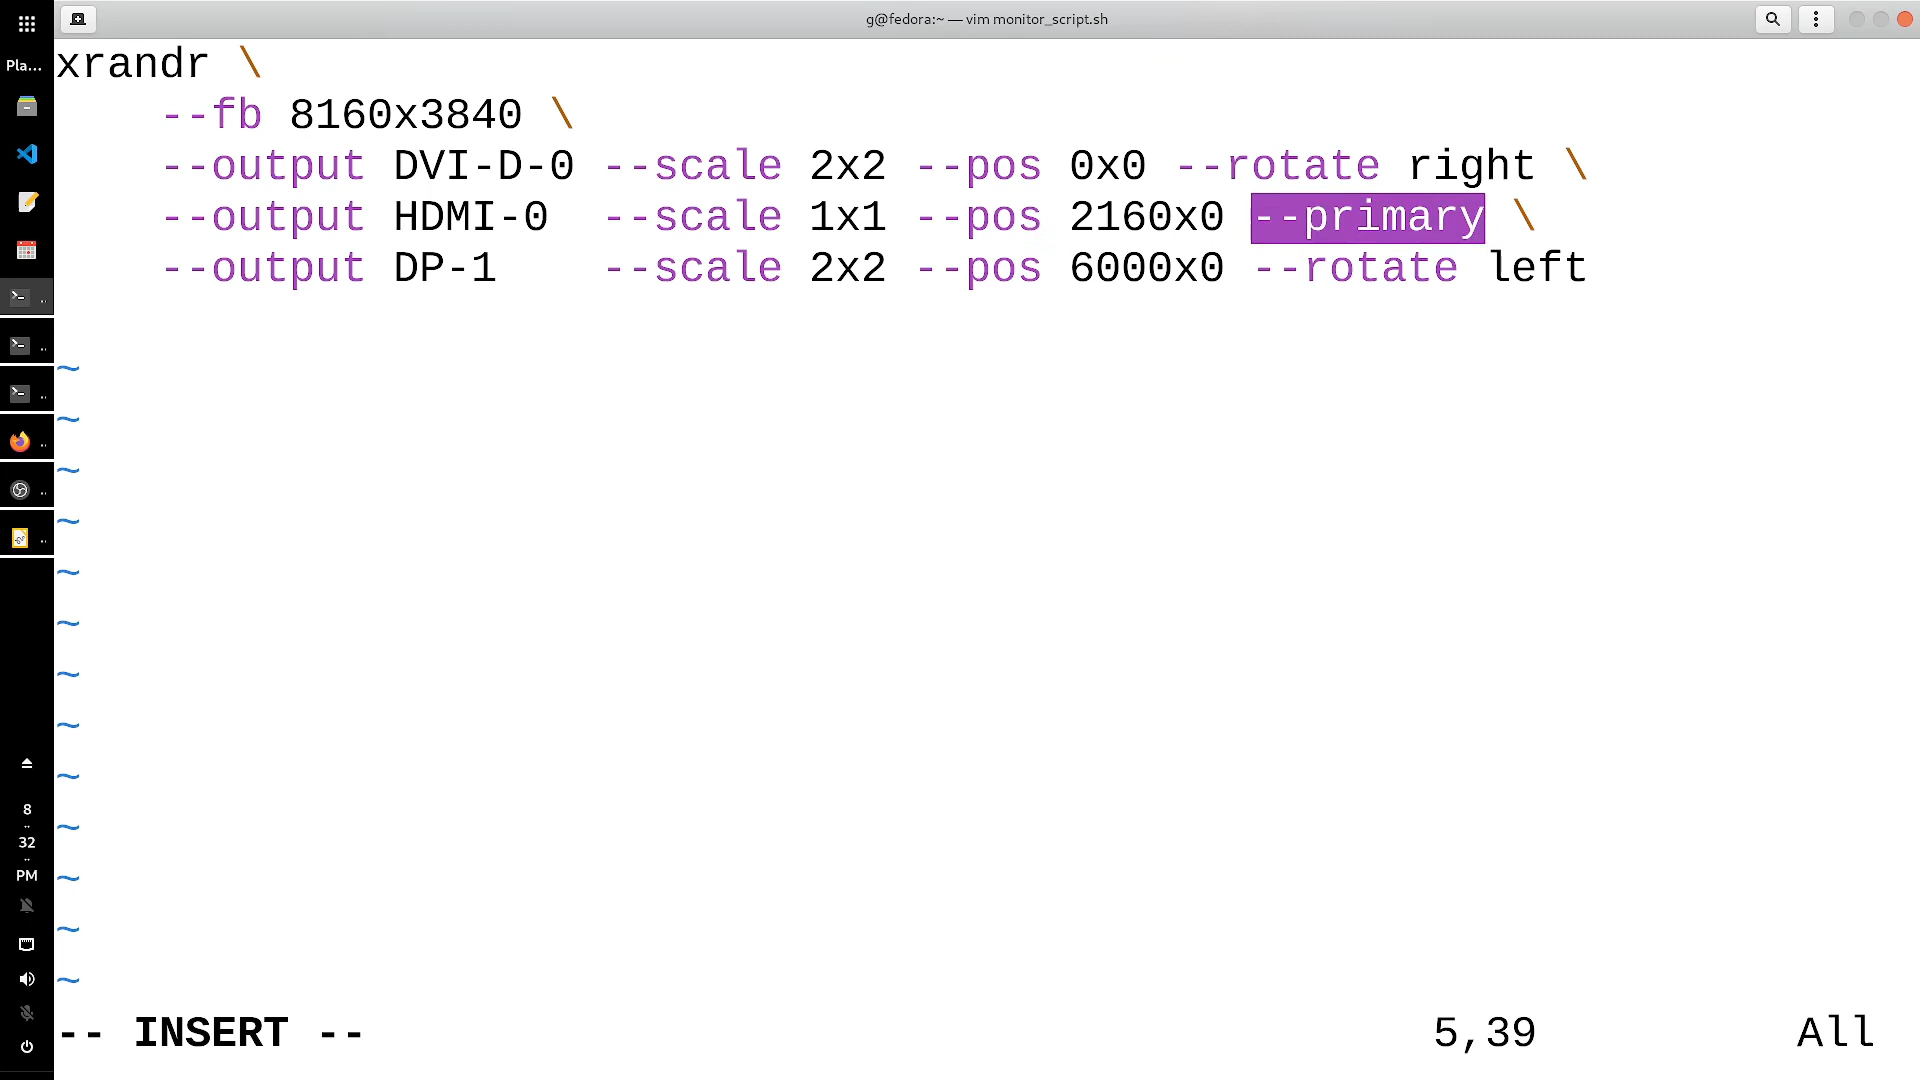 g@fedora:~ — vim monitor_script.sh
Pla...
xrandr \
--fb 8160x3840 \
--output DVI-D-0 --scale 2x2 --pos 0x0 --rotate right \
--output HDMI-0 --scale 1x1 --pos 2160x0 --primary \
--output DP-1 --scale 2x2 --pos 6000x0 --rotate left
~
~
~
~
~
~
~
~
~
~
~
~
~
8
32
PM
-- INSERT -- 5,39 All